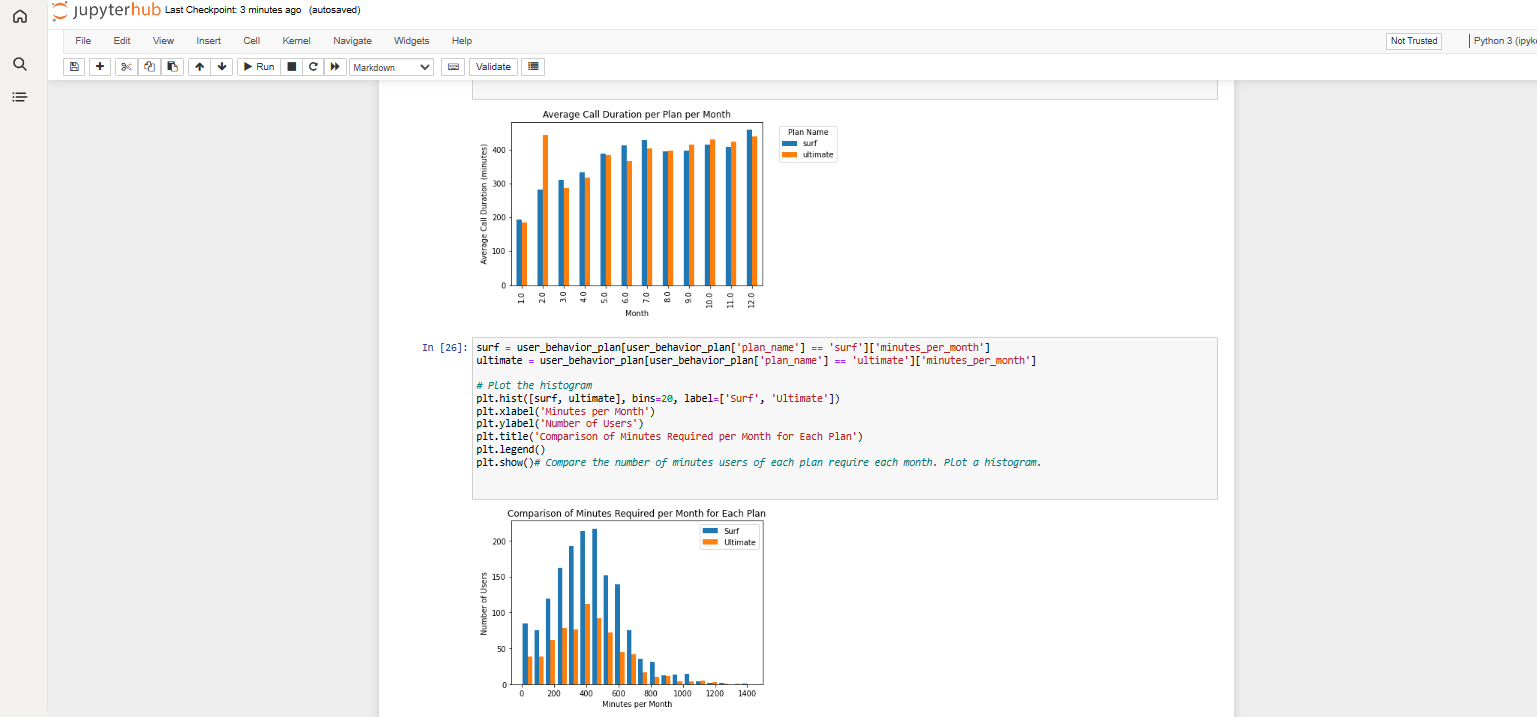 jupyterhub Last Checkpoint: 3 minutes ago (autosaved)
File Edit View Insert Cell Kernel Navigate Widgets Help
Not Trusted Python 3 (ipyke
Run Markdown Validate
Average Call Duration per Plan per Month
Plan Name
surf
ultimate
Average Call Duration (minutes)
400
300
200
100
0
1.0 2.0 3.0 4.0 5.0 6.0 7.0 8.0 9.0 10.0 11.0 12.0
Month
In [26]:
surf = user_behavior_plan[user_behavior_plan['plan_name'] == 'surf']['minutes_per_month']
ultimate = user_behavior_plan[user_behavior_plan['plan_name'] == 'ultimate']['minutes_per_month']
# Plot the histogram
plt.hist([surf, ultimate], bins=20, label=['Surf', 'Ultimate'])
plt.xlabel('Minutes per Month')
plt.ylabel('Number of Users')
plt.title('Comparison of Minutes Required per Month for Each Plan')
plt.legend()
plt.show()# Compare the number of minutes users of each plan require each month. Plot a histogram.
Comparison of Minutes Required per Month for Each Plan
Surf
Ultimate
Number of Users
200
150
100
50
0
0 200 400 600 800 1000 1200 1400
Minutes per Month